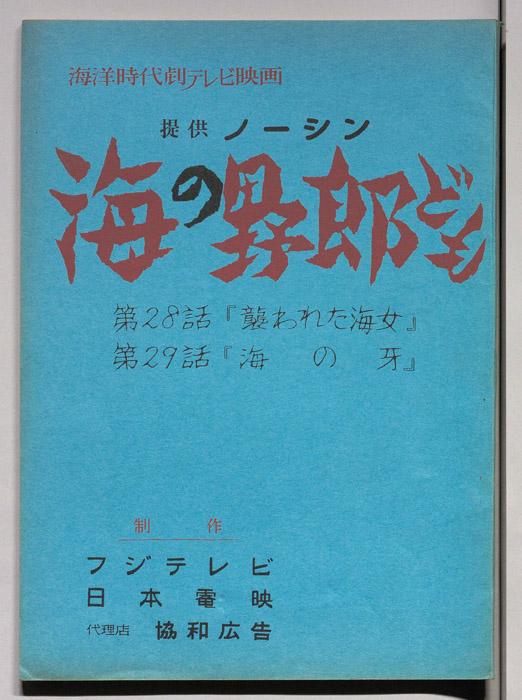 海洋時代劇テレビ映画
提供 ノーシン
海の野郎ども
第28話『襲われた海女』
第29話『海の牙』
制作
フジテレビ
日本電映
代理店 協和広告